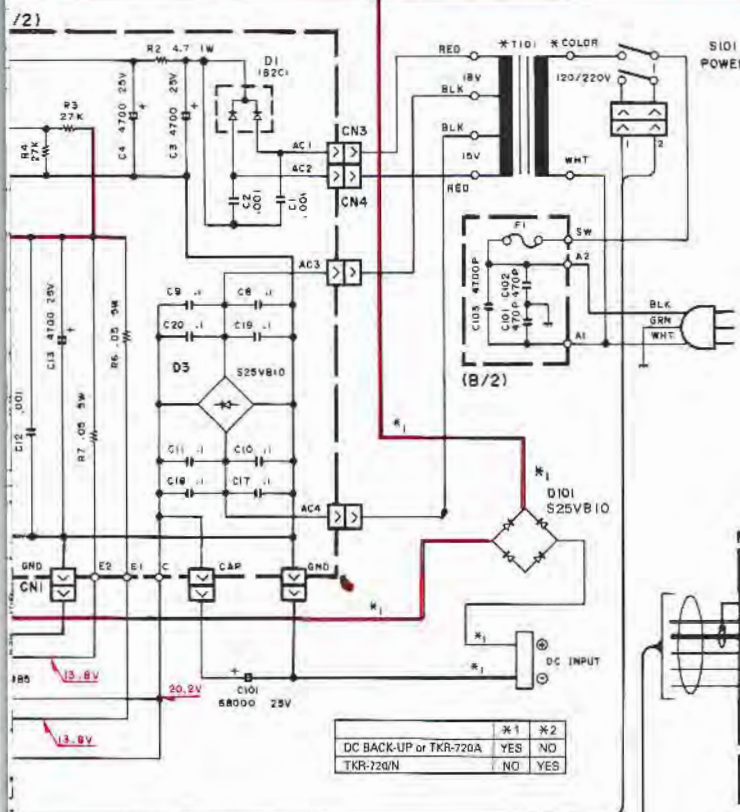 /2)
R2 4.7 1W
D1
1B2C1
C4 4700 25V
C3 4700 25V
R3
27K
R4
27K
AC1
AC2
CN3
CN4
C2
.001
C1
.001
RED
18V
BLK
BLK
15V
RED
*T101
*COLOR
120/220V
WHT
S101
POWE
1
2
F1
SW
A2
A1
C103 4700P
C101 C102
470P 470P
(B/2)
BLK
GRN
WHT
AC3
C9 .1
C8 .1
C20 .1
C19 .1
D3
S25VB10
C11 .1
C10 .1
C18 .1
C17 .1
AC4
C13 4700 25V
C12 .001
R6 .05 5W
R7 .05 5W
*1
*1
D101
S25VB10
GND
CN1
E2
E1
C
CAP
GND
*1
*1
*1
DC INPUT
+
C101
68000 25V
13.8V
20.2V
13.8V
*1 *2
DC BACK-UP or TKR-720A YES NO
TKR-720/N NO YES